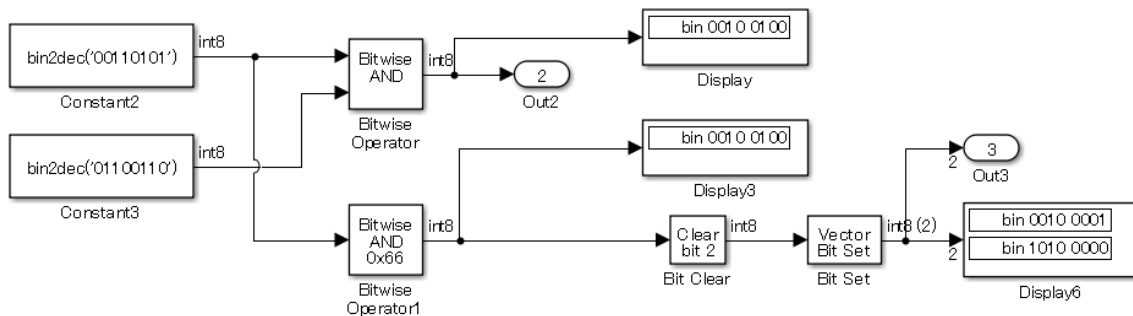 bin2dec('00110101')
int8
Constant2
Bitwise
AND
int8
Bitwise
Operator
2
Out2
bin 0010 0100
Display
bin2dec('01100110')
int8
Constant3
bin 0010 0100
Display3
2
3
Out3
Bitwise
AND
0x66
int8
Bitwise
Operator1
Clear
bit 2
int8
Bit Clear
Vector
Bit Set
int8 (2)
Bit Set
2
bin 0010 0001
bin 1010 0000
Display6